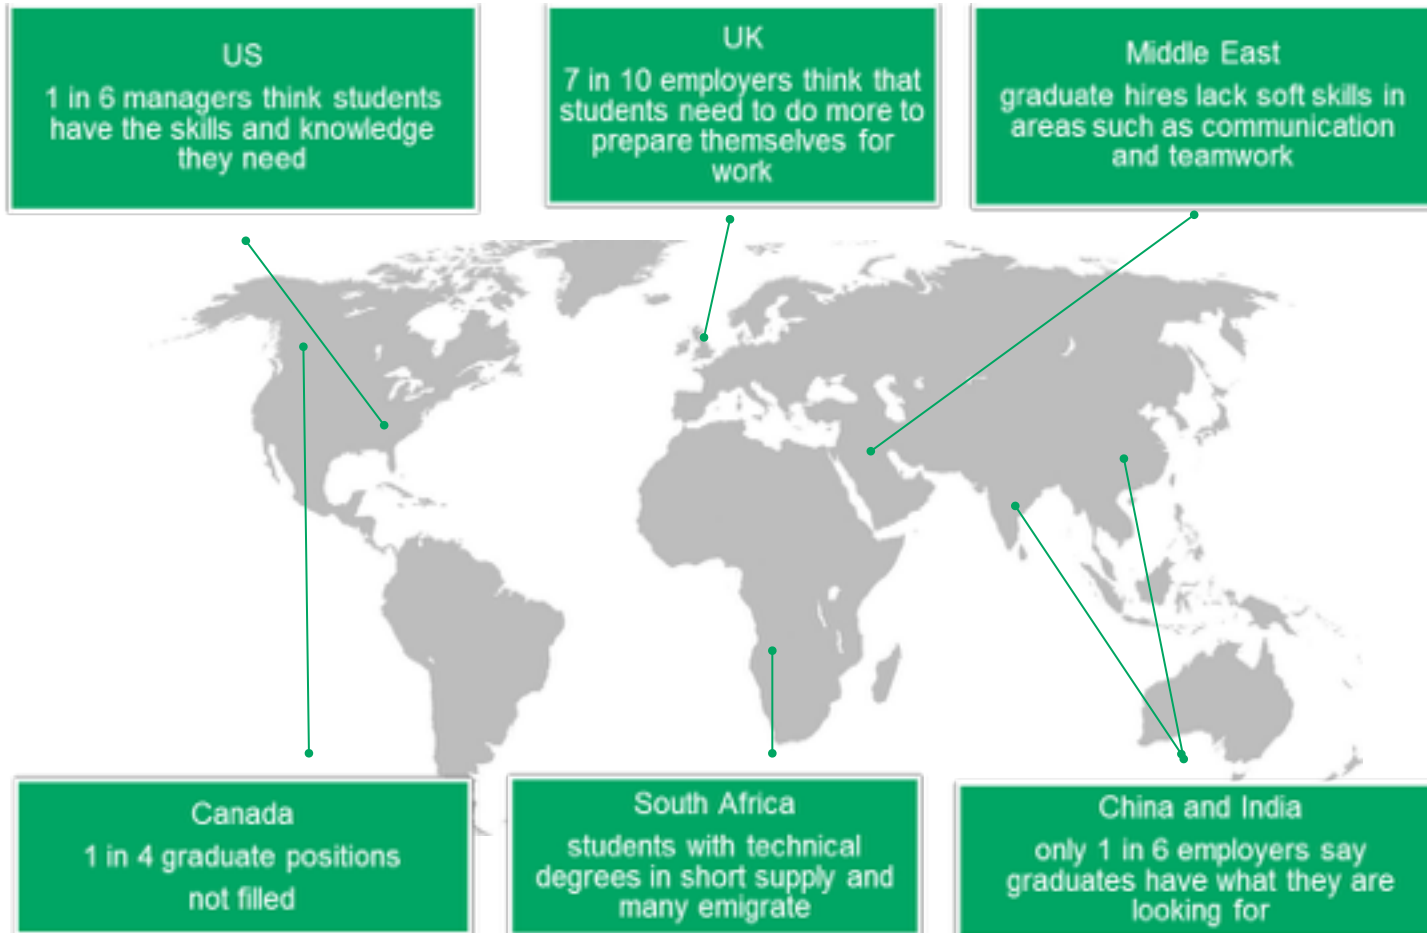 US
1 in 6 managers think students
have the skills and knowledge
they need
UK
7 in 10 employers think that
students need to do more to
prepare themselves for
work
Middle East
graduate hires lack soft skills in
areas such as communication
and teamwork
Canada
1 in 4 graduate positions
not filled
South Africa
students with technical
degrees in short supply and
many emigrate
China and India
only 1 in 6 employers say
graduates have what they are
looking for